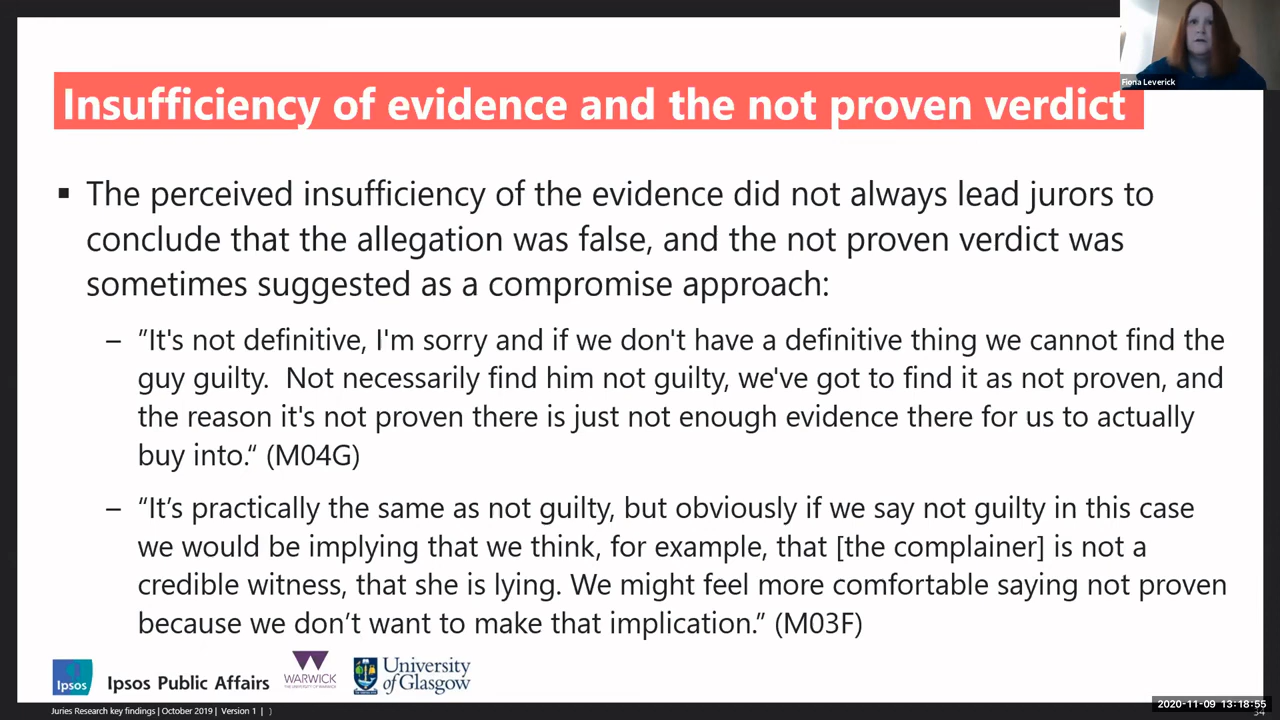 Fiona Leverick
Insufficiency of evidence and the not proven verdict
▪ The perceived insufficiency of the evidence did not always lead jurors to
conclude that the allegation was false, and the not proven verdict was
sometimes suggested as a compromise approach:
– ”It's not definitive, I'm sorry and if we don't have a definitive thing we cannot find the
guy guilty.  Not necessarily find him not guilty, we've got to find it as not proven, and
the reason it's not proven there is just not enough evidence there for us to actually
buy into.“ (M04G)
– “It’s practically the same as not guilty, but obviously if we say not guilty in this case
we would be implying that we think, for example, that [the complainer] is not a
credible witness, that she is lying. We might feel more comfortable saying not proven
because we don’t want to make that implication.” (M03F)
Ipsos
Ipsos Public Affairs
WARWICK
THE UNIVERSITY OF WARWICK
University
of Glasgow
Juries Research key findings | October 2019 | Version 1 | )
2020-11-09 13:18:55